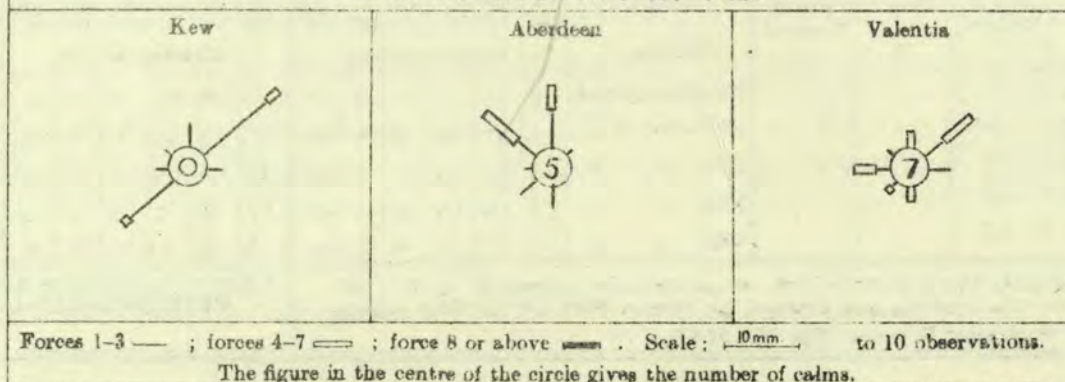 Kew Aberdeen Valentia
0 5 7
Forces 1–3 — ; forces 4–7 ; force 8 or above . Scale: 10mm to 10 observations.
The figure in the centre of the circle gives the number of calms.